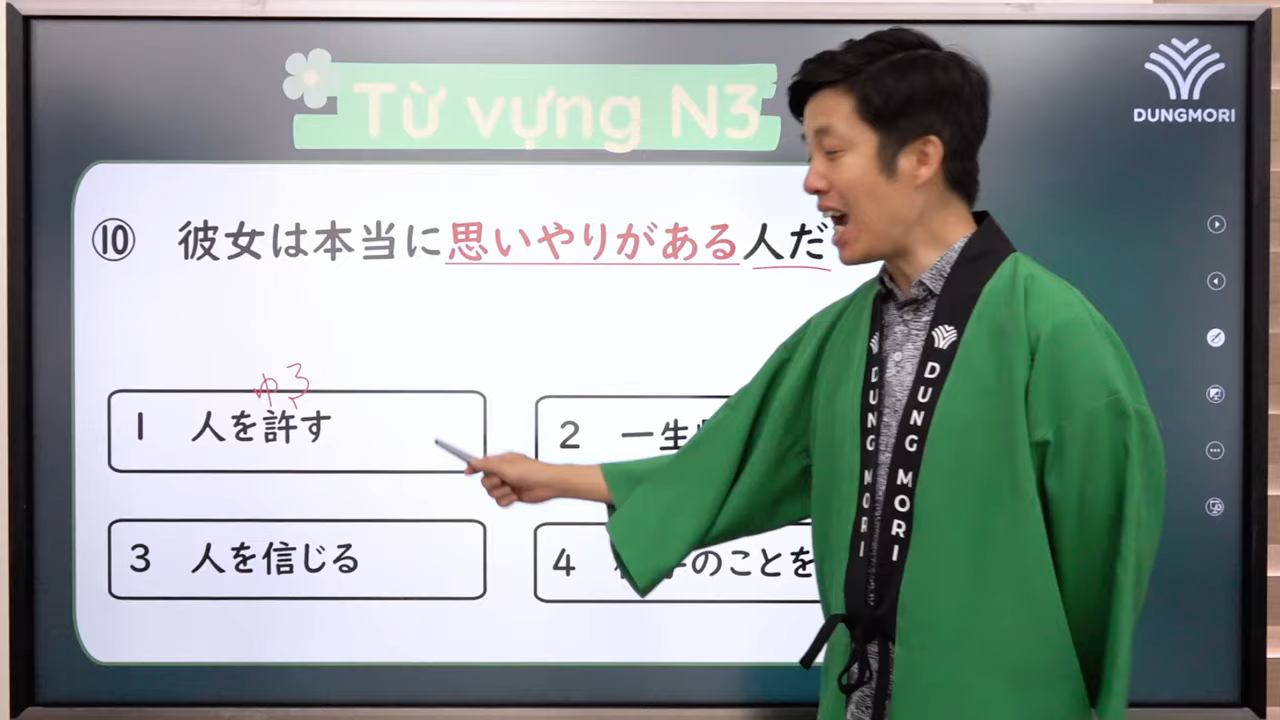 Từ vựng N3
DUNGMORI
⑩ 彼女は本当に思いやりがある人だ
ゆる
1 人を許す
2 一生
3 人を信じる
4 のことを
DUNG MORI
DUNG MORI